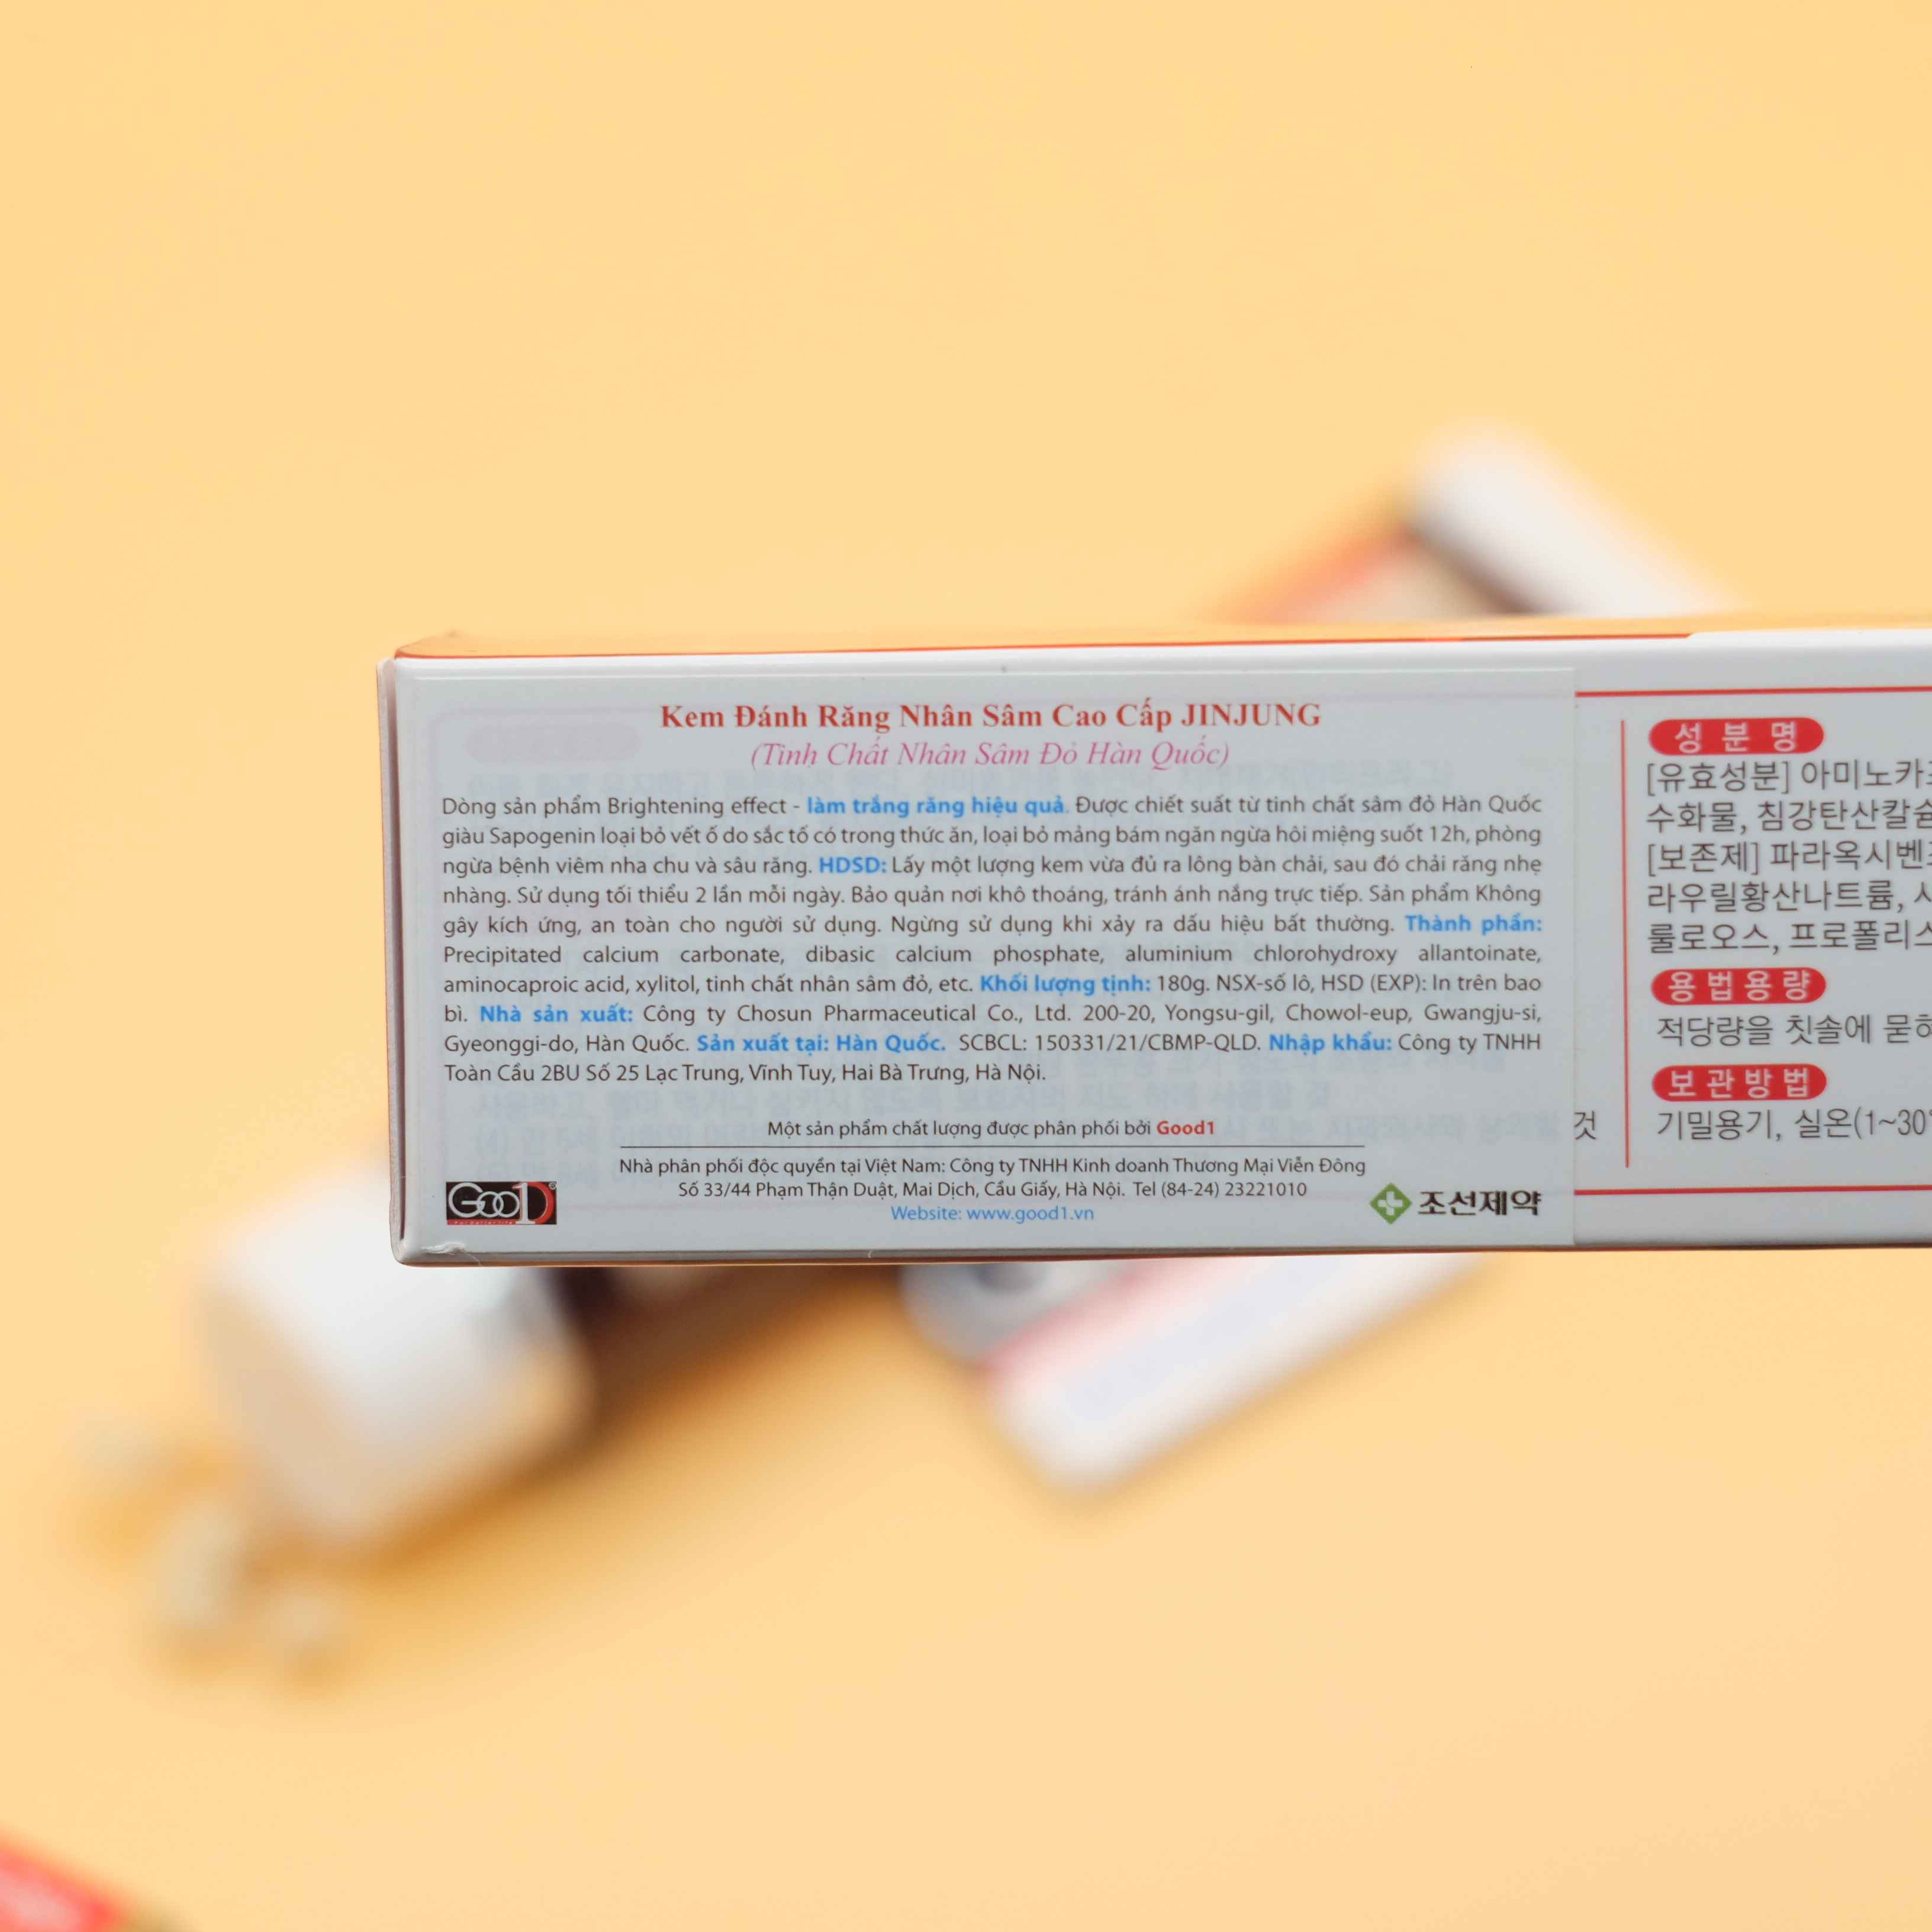 Kem Đánh Răng Nhân Sâm Cao Cấp JINJUNG
(Tinh Chất Nhân Sâm Đỏ Hàn Quốc)
Dòng sản phẩm Brightening effect - làm trắng răng hiệu quả. Được chiết suất từ tinh chất sâm đỏ Hàn Quốc
giàu Sapogenin loại bỏ vết ố do sắc tố có trong thức ăn, loại bỏ mảng bám ngăn ngừa hôi miệng suốt 12h, phòng
ngừa bệnh viêm nha chu và sâu răng. HDSD: Lấy một lượng kem vừa đủ ra lông bàn chải, sau đó chải răng nhẹ
nhàng. Sử dụng tối thiểu 2 lần mỗi ngày. Bảo quản nơi khô thoáng, tránh ánh nắng trực tiếp. Sản phẩm Không
gây kích ứng, an toàn cho người sử dụng. Ngừng sử dụng khi xảy ra dấu hiệu bất thường. Thành phần:
Precipitated calcium carbonate, dibasic calcium phosphate, aluminium chlorohydroxy allantoinate,
aminocaproic acid, xylitol, tinh chất nhân sâm đỏ, etc. Khối lượng tịnh: 180g. NSX-số lô, HSD (EXP): In trên bao
bì. Nhà sản xuất: Công ty Chosun Pharmaceutical Co., Ltd. 200-20, Yongsu-gil, Chowol-eup, Gwangju-si,
Gyeonggi-do, Hàn Quốc. Sản xuất tại: Hàn Quốc. SCBCL: 150331/21/CBMP-QLD. Nhập khẩu: Công ty TNHH
Toàn Cầu 2BU Số 25 Lạc Trung, Vĩnh Tuy, Hai Bà Trưng, Hà Nội.
Một sản phẩm chất lượng được phân phối bởi Good1
Nhà phân phối độc quyền tại Việt Nam: Công ty TNHH Kinh doanh Thương Mại Viễn Đông
Số 33/44 Phạm Thận Duật, Mai Dịch, Cầu Giấy, Hà Nội. Tel (84-24) 23221010
Website: www.good1.vn
GooD1
조선제약
것
성분명
[유효성분] 아미노카프
수화물, 침강탄산칼슘
[보존제] 파라옥시벤
라우릴황산나트륨,
룰로오스, 프로폴리스
용법용량
적당량을 칫솔에 묻혀
보관방법
기밀용기, 실온(1~30